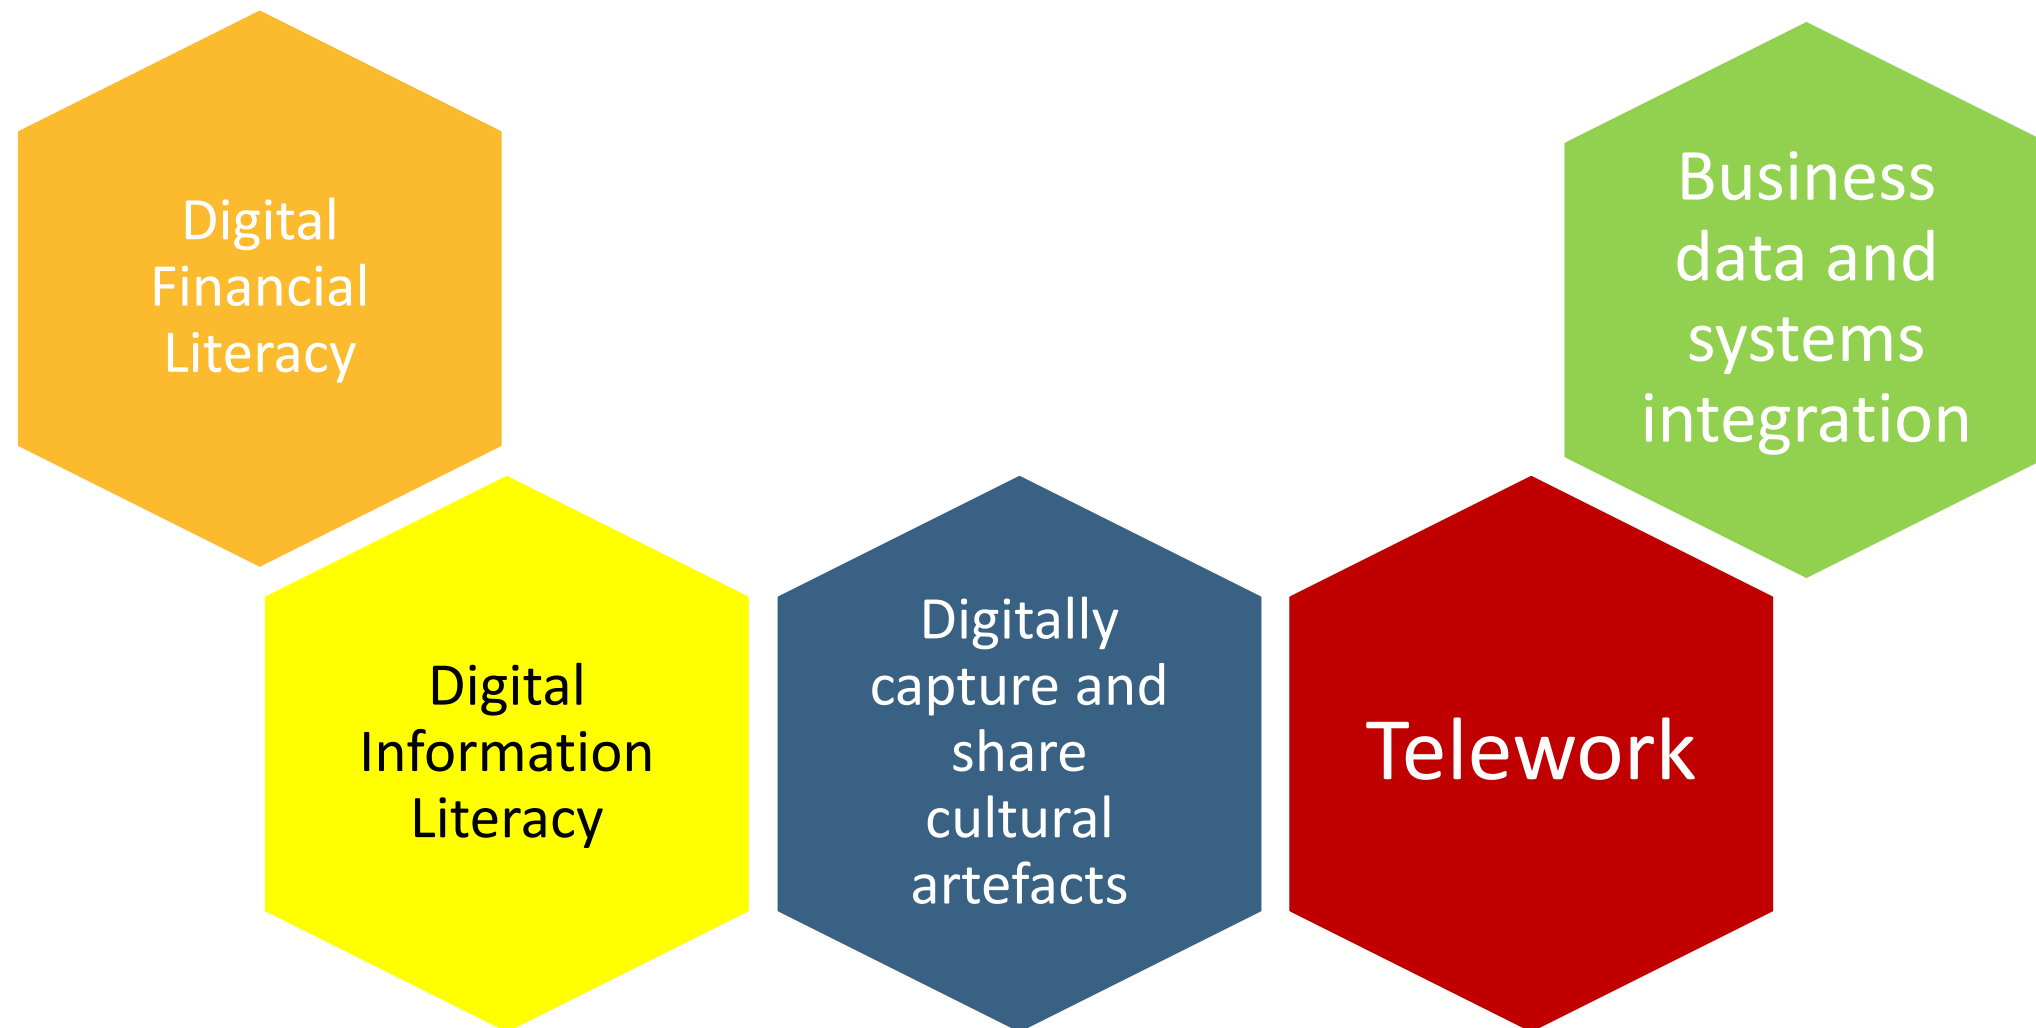 Digital
Financial
Literacy
Business
data and
systems
integration
Digital
Information
Literacy
Digitally
capture and
share
cultural
artefacts
Telework